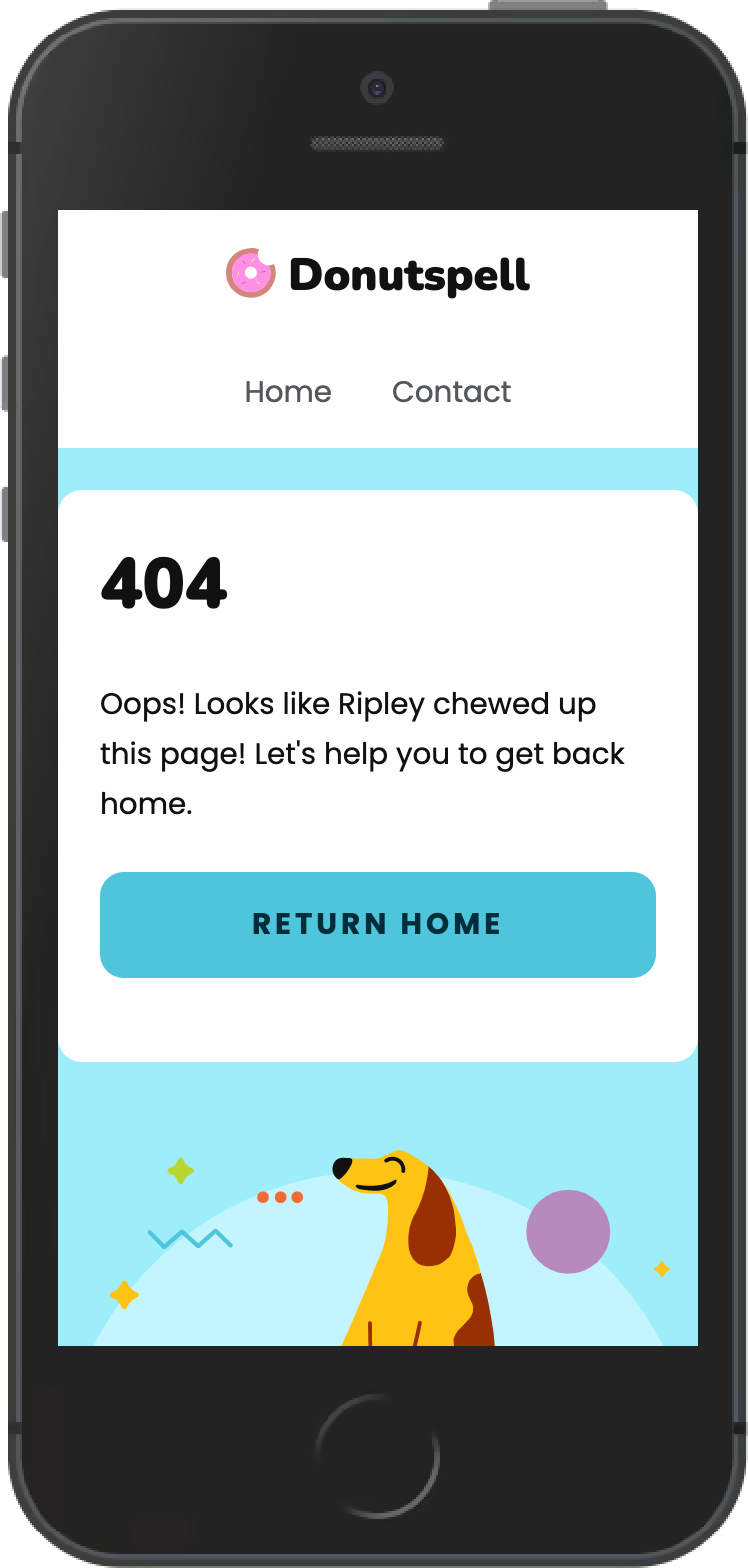 Donutspell
Home Contact
404
Oops! Looks like Ripley chewed up
this page! Let's help you to get back
home.
RETURN HOME